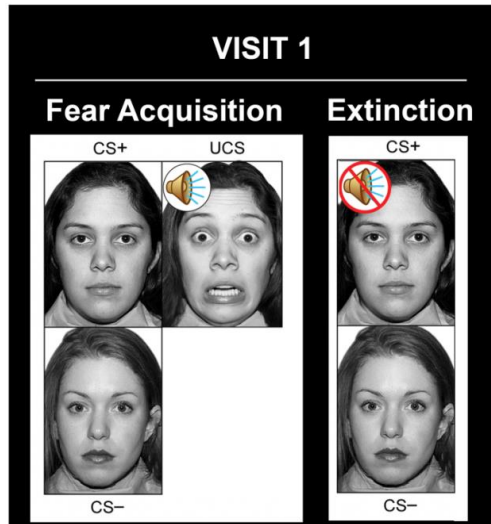 VISIT 1
Fear Acquisition
Extinction
CS+
UCS
CS+
CS−
CS−